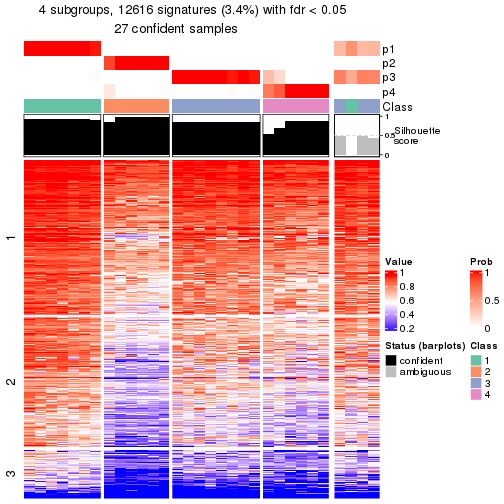 4 subgroups, 12616 signatures (3.4%) with fdr < 0.05
27 confident samples
p1
p2
p3
p4
Class
1
0.5
0
Silhouette
score
1
2
3
Value
1
0.8
0.6
0.4
0.2
Prob
1
0.5
0
Status (barplots)
confident
ambiguous
Class
1
2
3
4